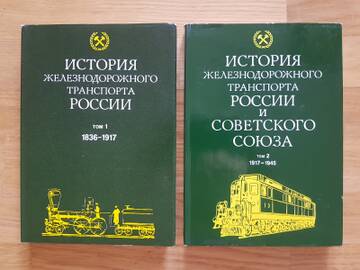 ИСТОРИЯ
ЖЕЛЕЗНОДОРОЖНОГО
ТРАНСПОРТА
РОССИИ
ТОМ 1
1836–1917
ИСТОРИЯ
ЖЕЛЕЗНОДОРОЖНОГО
ТРАНСПОРТА
РОССИИ
И
СОВЕТСКОГО
СОЮЗА
ТОМ 2
1917–1945